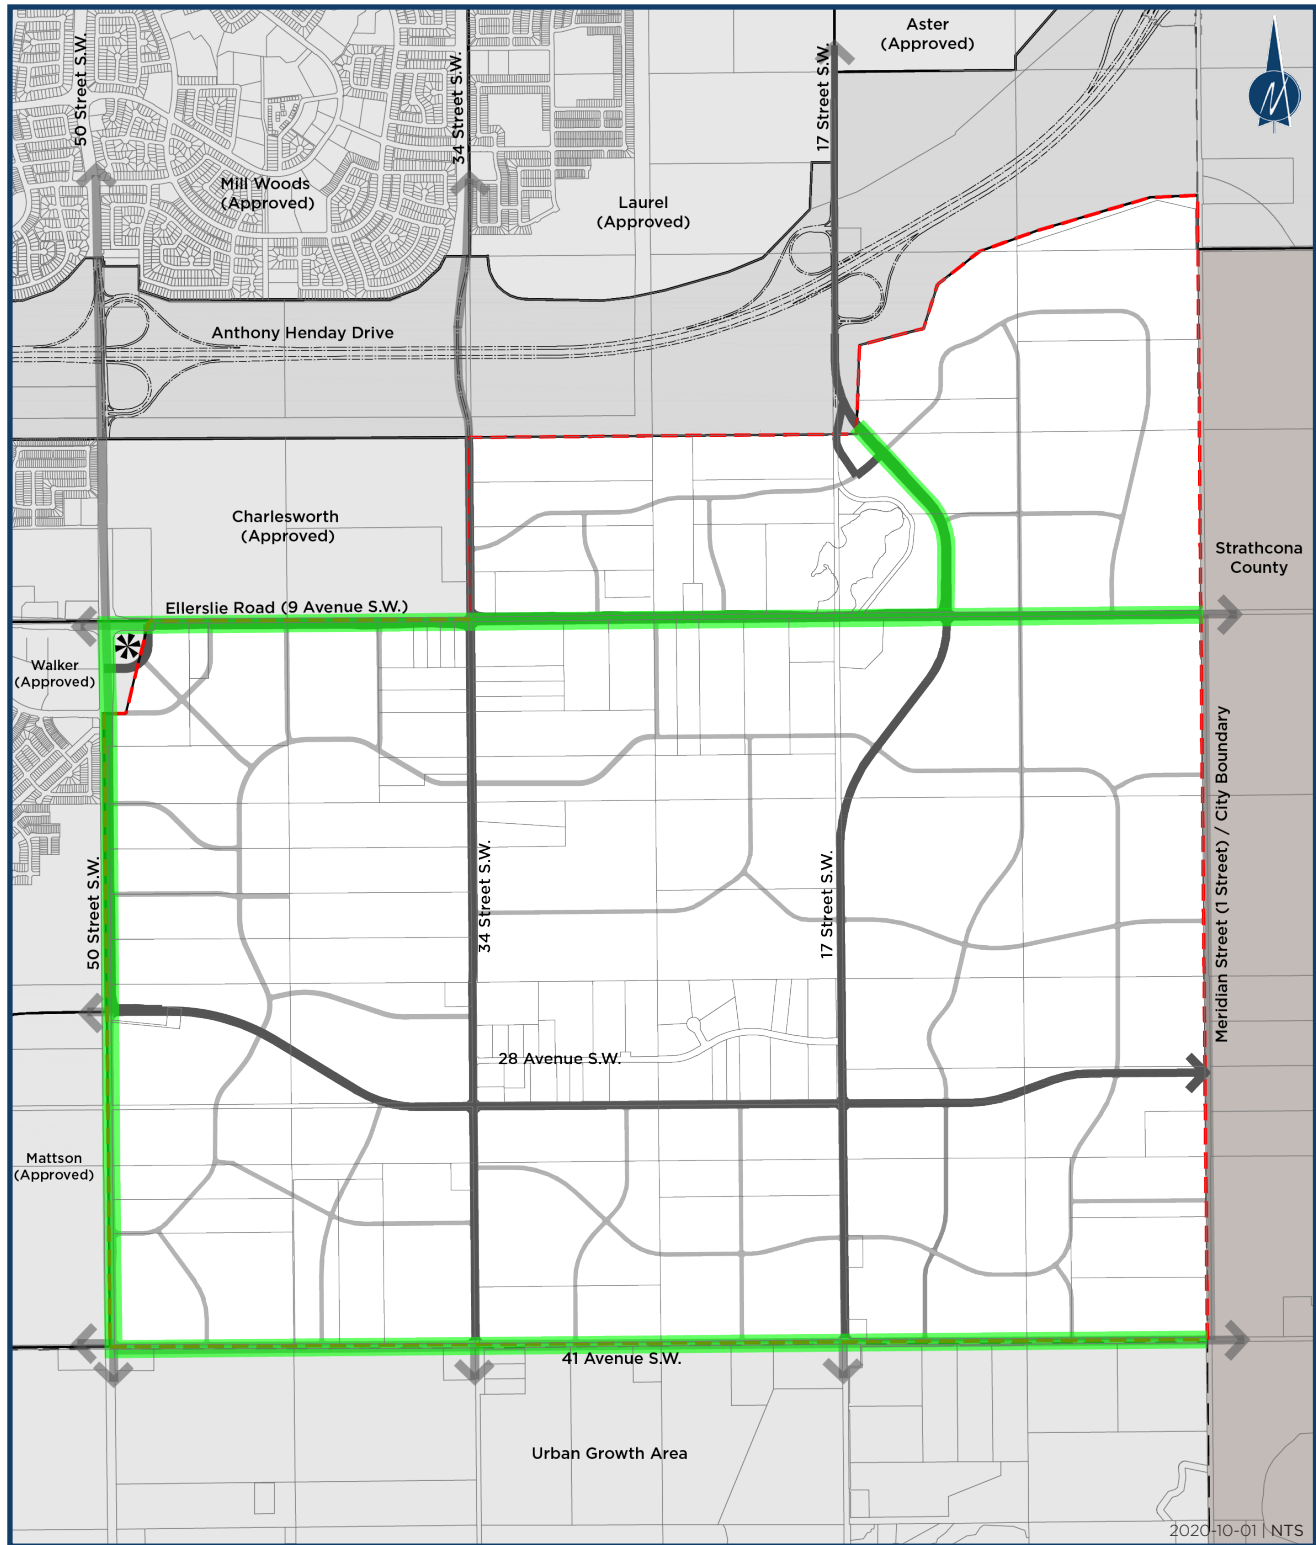 Aster
(Approved)
50 Street S.W.
34 Street S.W.
17 Street S.W.
Mill Woods
(Approved)
Laurel
(Approved)
Anthony Henday Drive
Charlesworth
(Approved)
Strathcona
County
Ellerslie Road (9 Avenue S.W.)
Walker
(Approved)
50 Street S.W.
34 Street S.W.
17 Street S.W.
Meridian Street (1 Street) / City Boundary
28 Avenue S.W.
Mattson
(Approved)
41 Avenue S.W.
Urban Growth Area
2020-10-01 | NTS